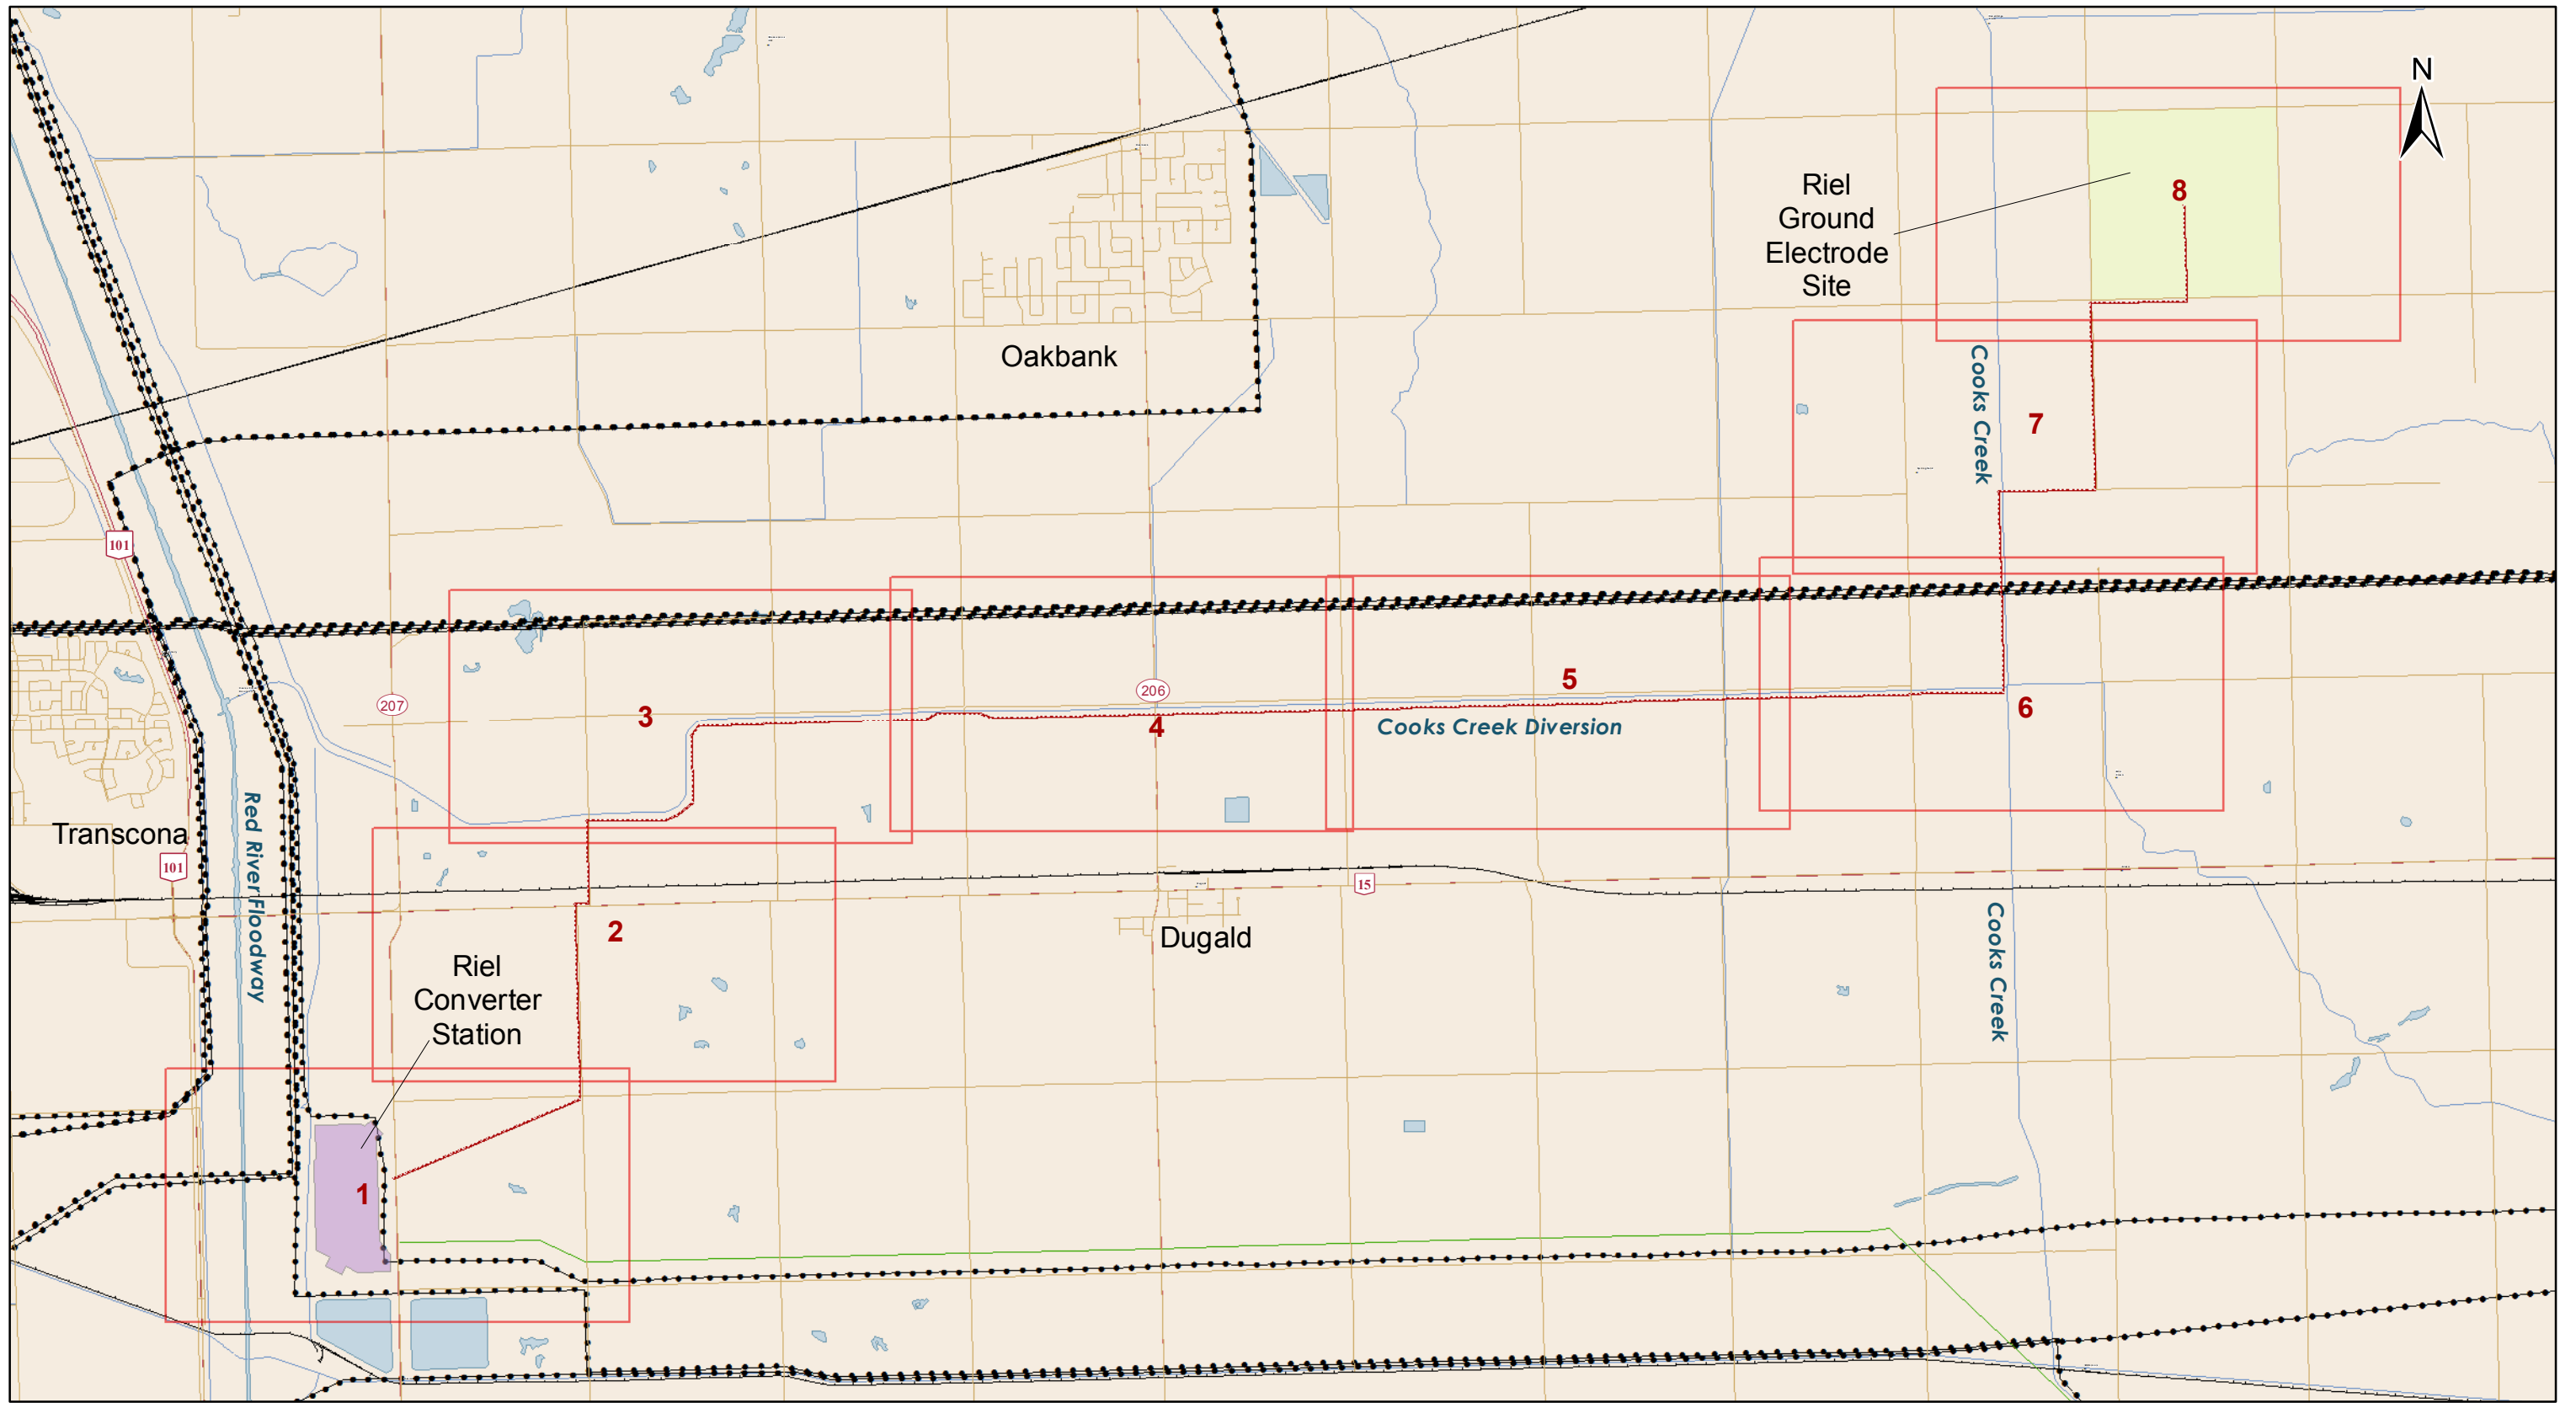 N
8
Riel
Ground
Electrode
Site
Oakbank
Cooks Creek
7
101
207
206
3
4
5
Cooks Creek Diversion
6
Transcona
101
Red River Floodway
15
2
Dugald
Cooks Creek
Riel
Converter
Station
1